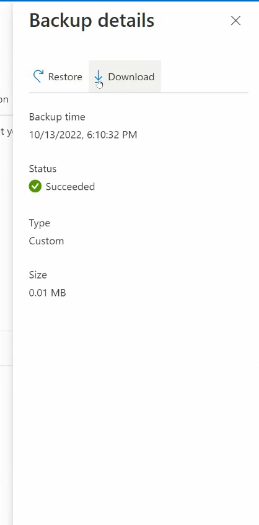 Backup details
Restore
Download
on
Backup time
t y
10/13/2022, 6:10:32 PM
Status
Succeeded
Type
Custom
Size
0.01 MB